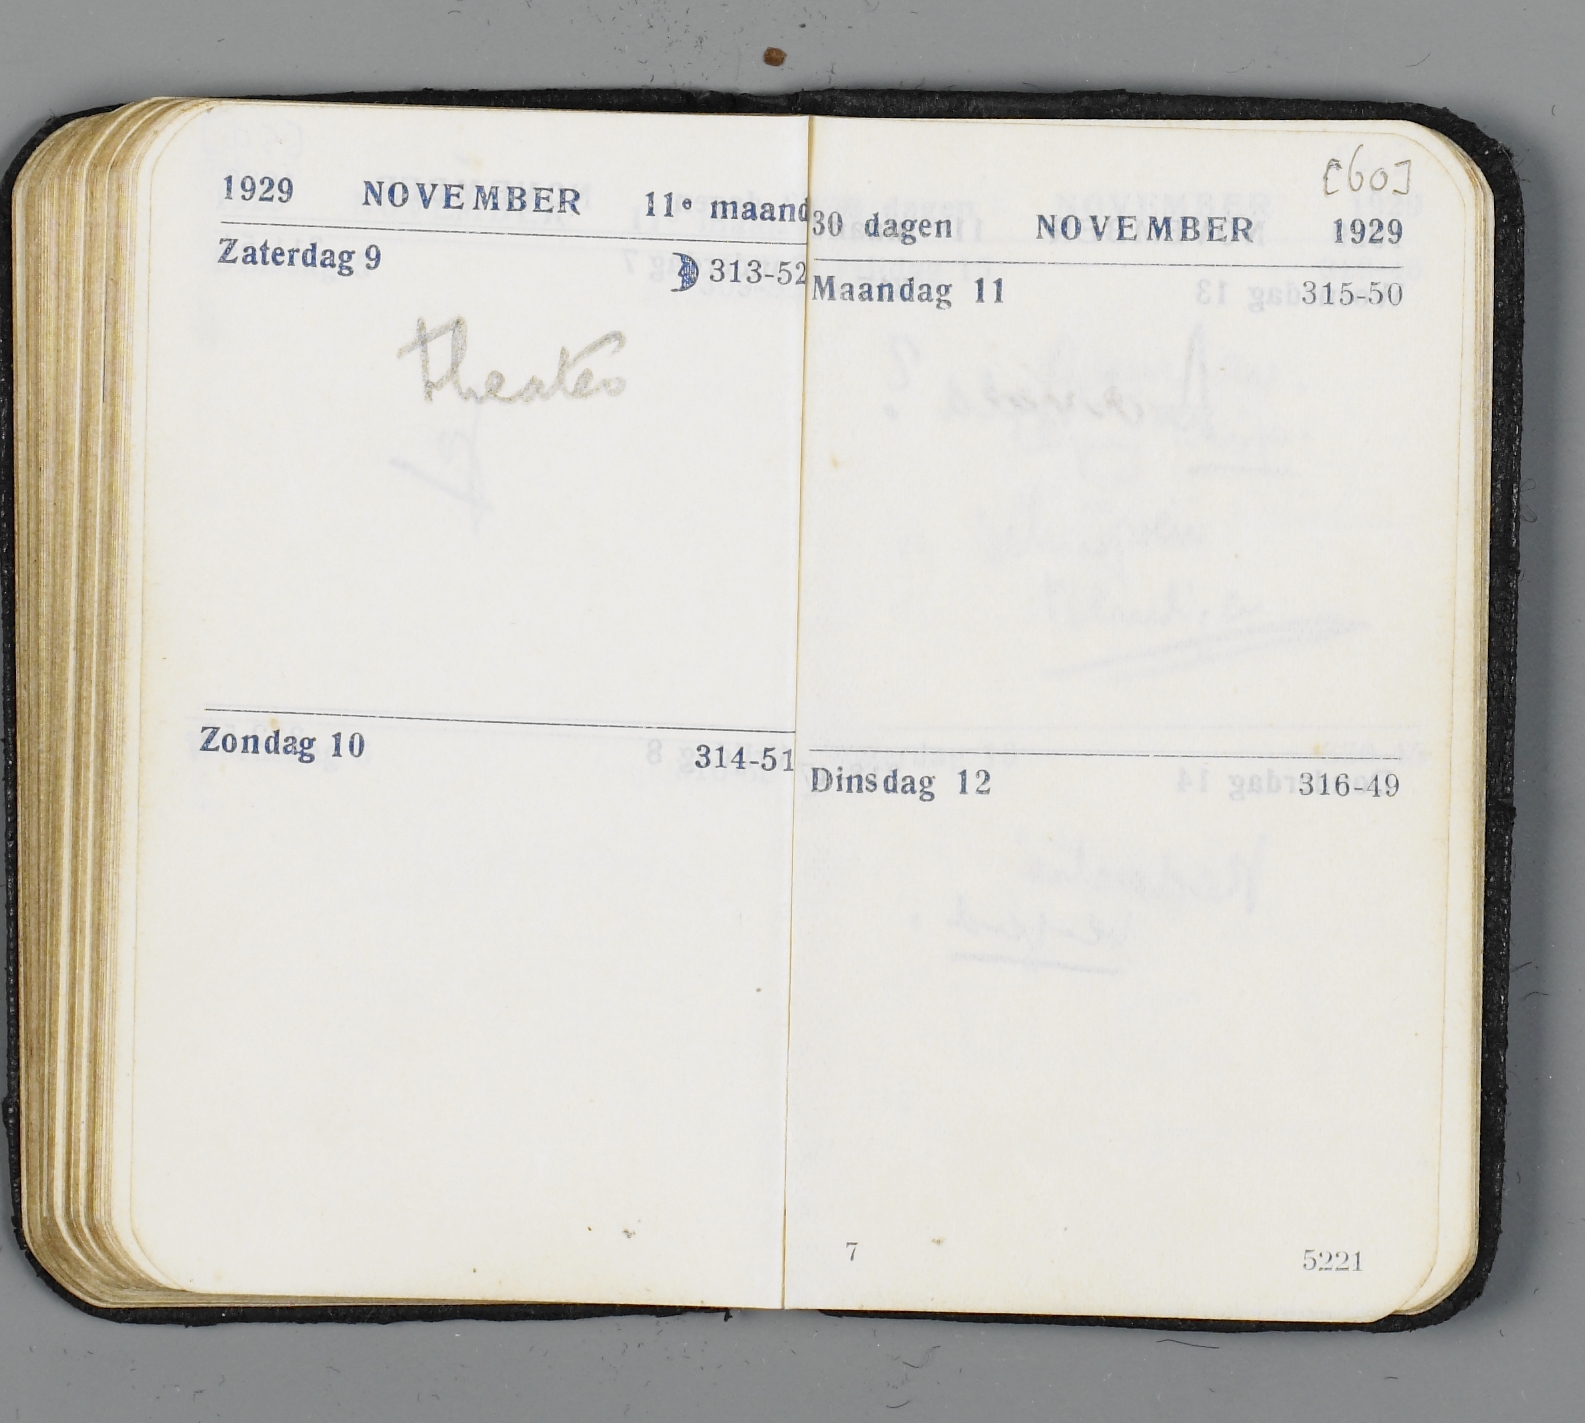 1929 NOVEMBER 11e maand
Zaterdag 9 313-52
theater
Zondag 10 314-51
[60]
30 dagen NOVEMBER 1929
Maandag 11 315-50
Dinsdag 12 316-49
7 5221